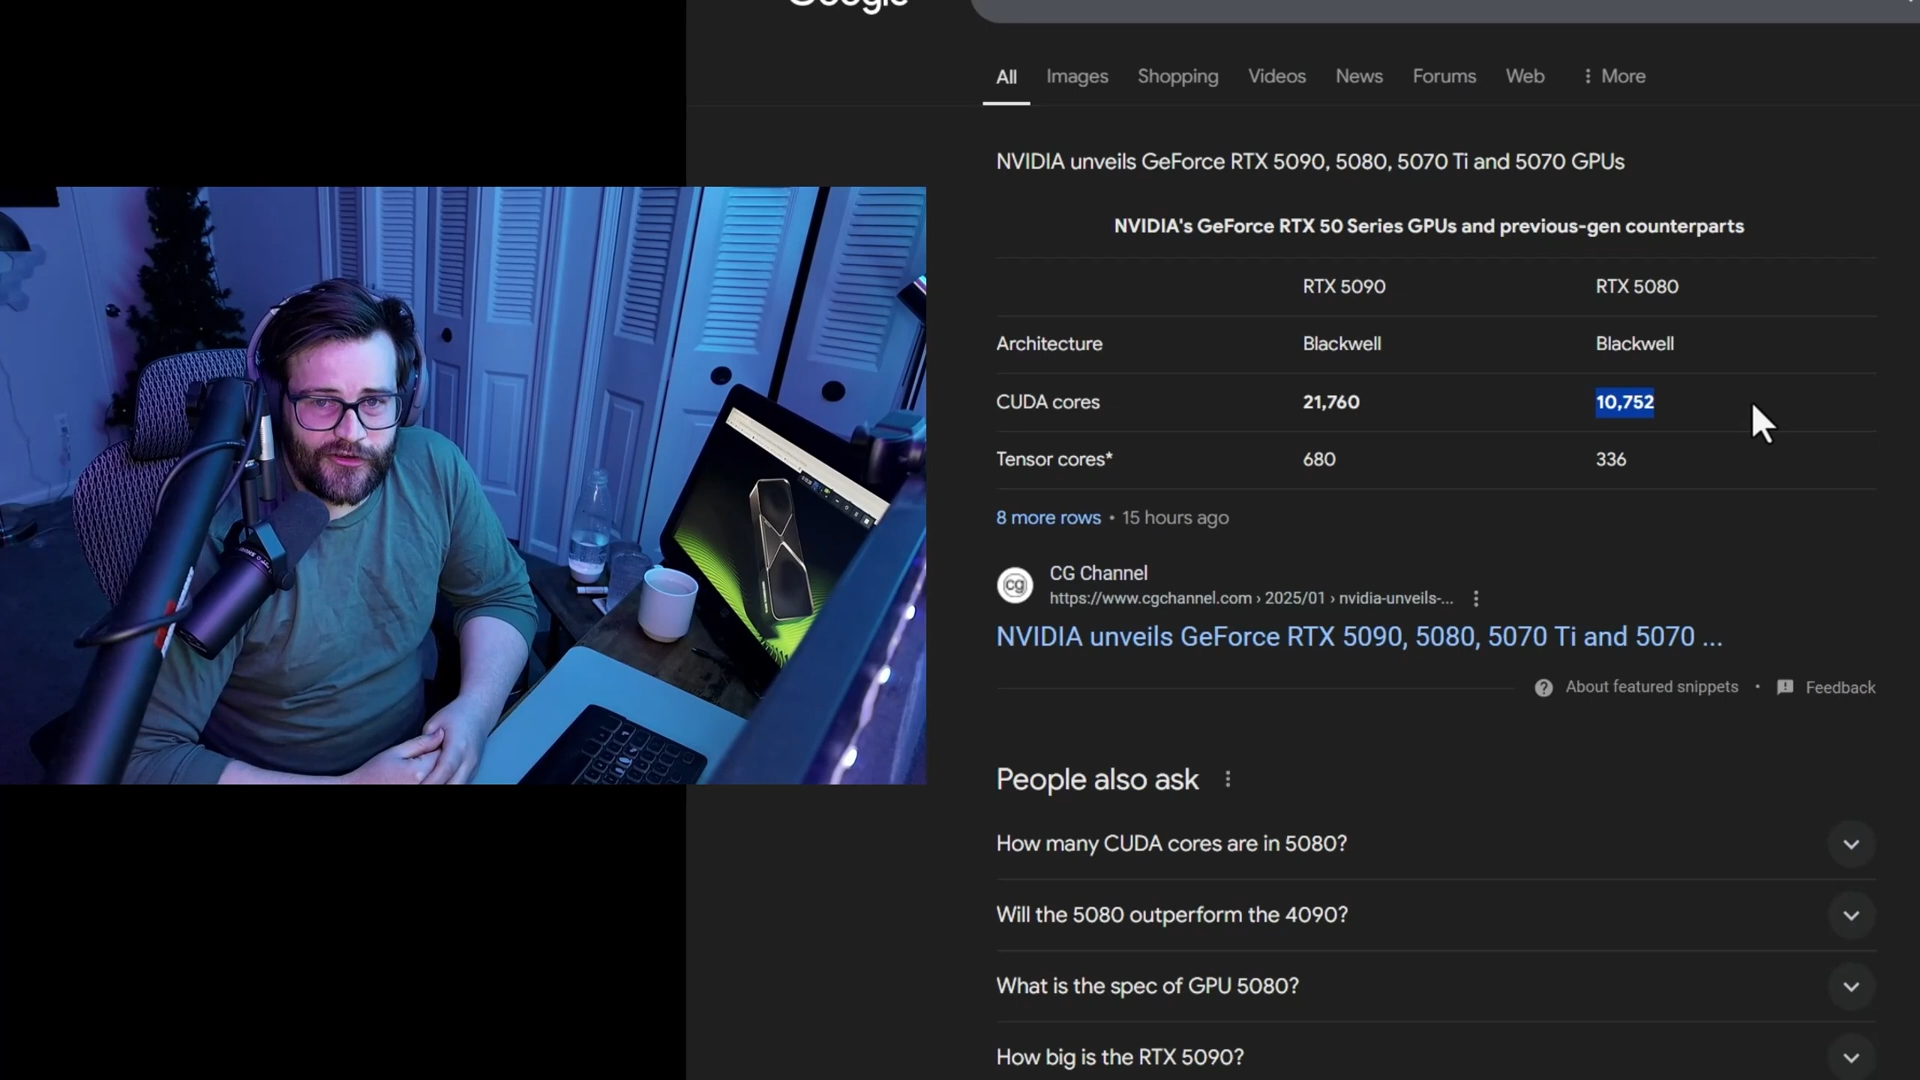 Google
All Images Shopping Videos News Forums Web More
NVIDIA unveils GeForce RTX 5090, 5080, 5070 Ti and 5070 GPUs
NVIDIA's GeForce RTX 50 Series GPUs and previous-gen counterparts
RTX 5090 RTX 5080
Architecture Blackwell Blackwell
CUDA cores 21,760 10,752
Tensor cores* 680 336
8 more rows • 15 hours ago
cg CG Channel
https://www.cgchannel.com › 2025/01 › nvidia-unveils-...
NVIDIA unveils GeForce RTX 5090, 5080, 5070 Ti and 5070 ...
About featured snippets • Feedback
People also ask
How many CUDA cores are in 5080?
Will the 5080 outperform the 4090?
What is the spec of GPU 5080?
How big is the RTX 5090?